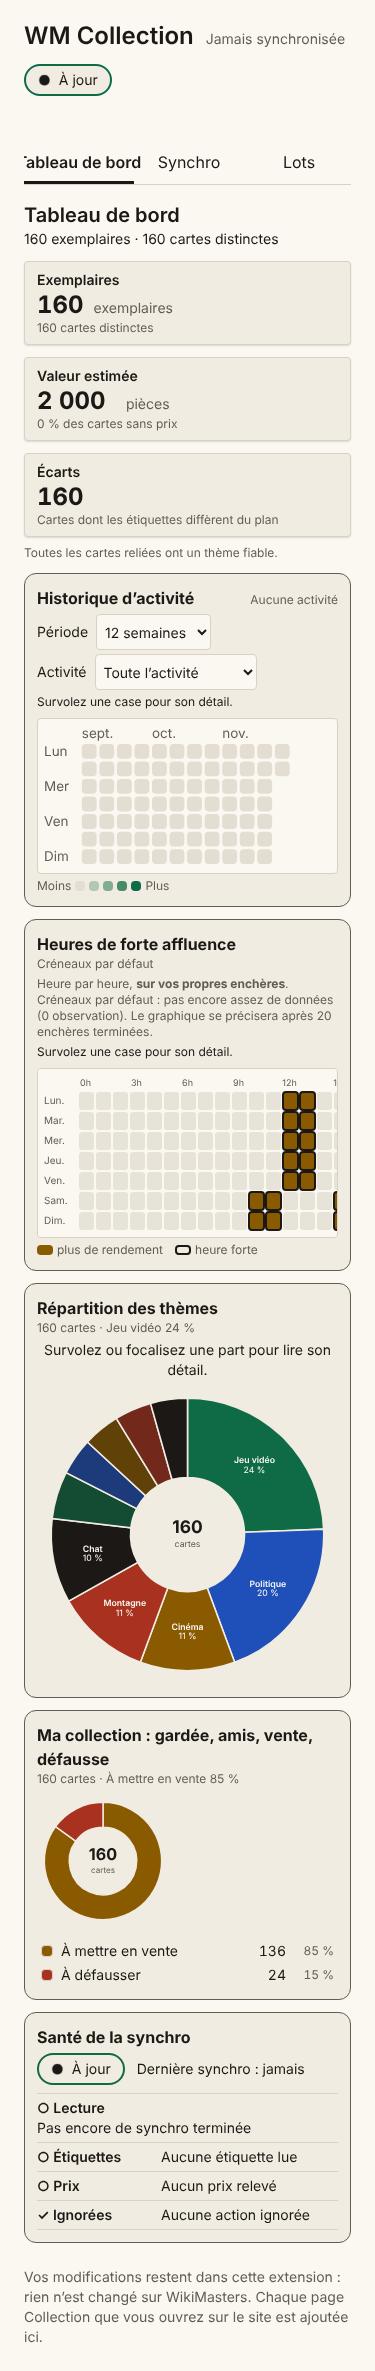 WM Collection Jamais synchronisée
À jour
Tableau de bord Synchro Lots
Tableau de bord
160 exemplaires · 160 cartes distinctes
Exemplaires
160 exemplaires
160 cartes distinctes
Valeur estimée
2 000 pièces
0 % des cartes sans prix
Écarts
160
Cartes dont les étiquettes diffèrent du plan
Toutes les cartes reliées ont un thème fiable.
Historique d’activité Aucune activité
Période 12 semaines
Activité Toute l’activité
Survolez une case pour son détail.
sept. oct. nov.
Lun
Mer
Ven
Dim
Moins Plus
Heures de forte affluence
Créneaux par défaut
Heure par heure, sur vos propres enchères.
Créneaux par défaut : pas encore assez de données
(0 observation). Le graphique se précisera après 20
enchères terminées.
Survolez une case pour son détail.
0h 3h 6h 9h 12h 1
Lun.
Mar.
Mer.
Jeu.
Ven.
Sam.
Dim.
plus de rendement heure forte
Répartition des thèmes
160 cartes · Jeu vidéo 24 %
Survolez ou focalisez une part pour lire son
détail.
Jeu vidéo
24 %
160
cartes
Chat
10 %
Politique
20 %
Montagne
11 %
Cinéma
11 %
Ma collection : gardée, amis, vente,
défausse
160 cartes · À mettre en vente 85 %
160
cartes
À mettre en vente 136 85 %
À défausser 24 15 %
Santé de la synchro
À jour Dernière synchro : jamais
Lecture
Pas encore de synchro terminée
Étiquettes Aucune étiquette lue
Prix Aucun prix relevé
Ignorées Aucune action ignorée
Vos modifications restent dans cette extension :
rien n’est changé sur WikiMasters. Chaque page
Collection que vous ouvrez sur le site est ajoutée
ici.